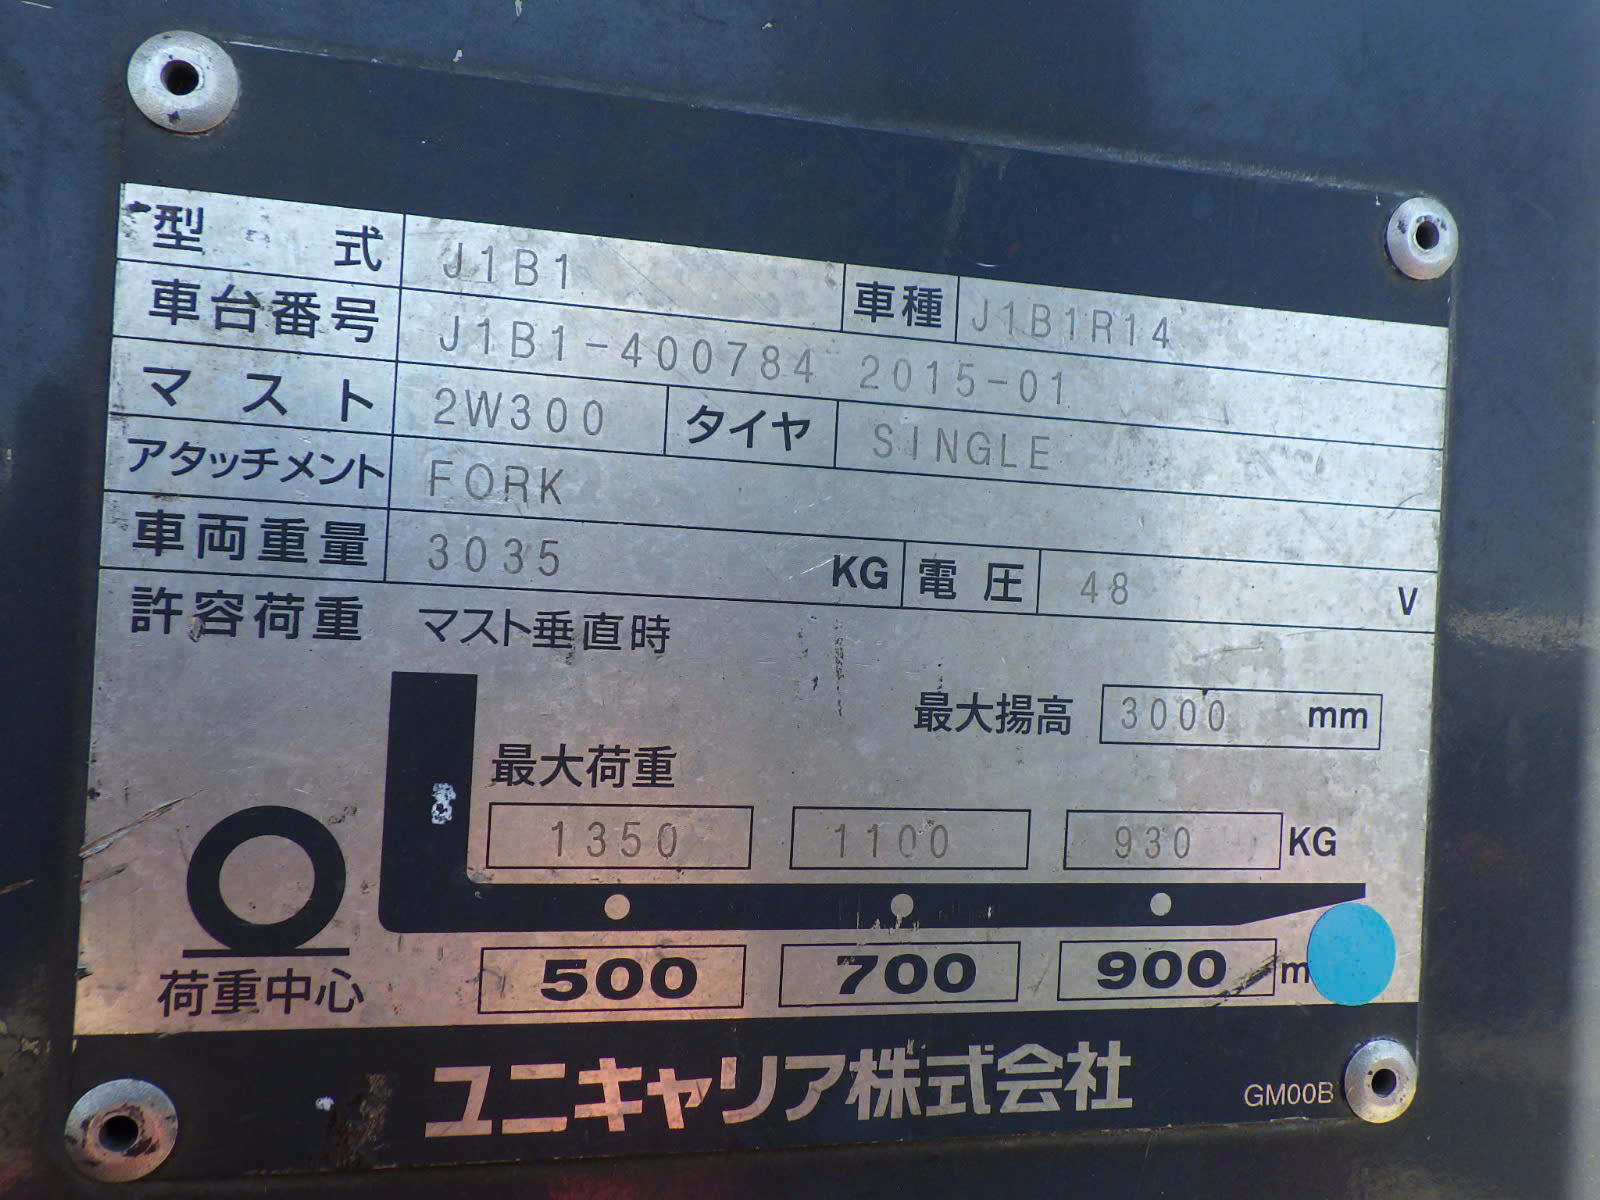 型式 J1B1 車種 J1B1R14
車台番号 J1B1-400784 2015-01
マスト 2W300 タイヤ SINGLE
アタッチメント FORK
車両重量 3035 KG 電圧 48 V
許容荷重 マスト垂直時
最大揚高 3000 mm
最大荷重
1350 1100 930 KG
500 700 900 m
荷重中心
ユニキャリア株式会社
GM00B